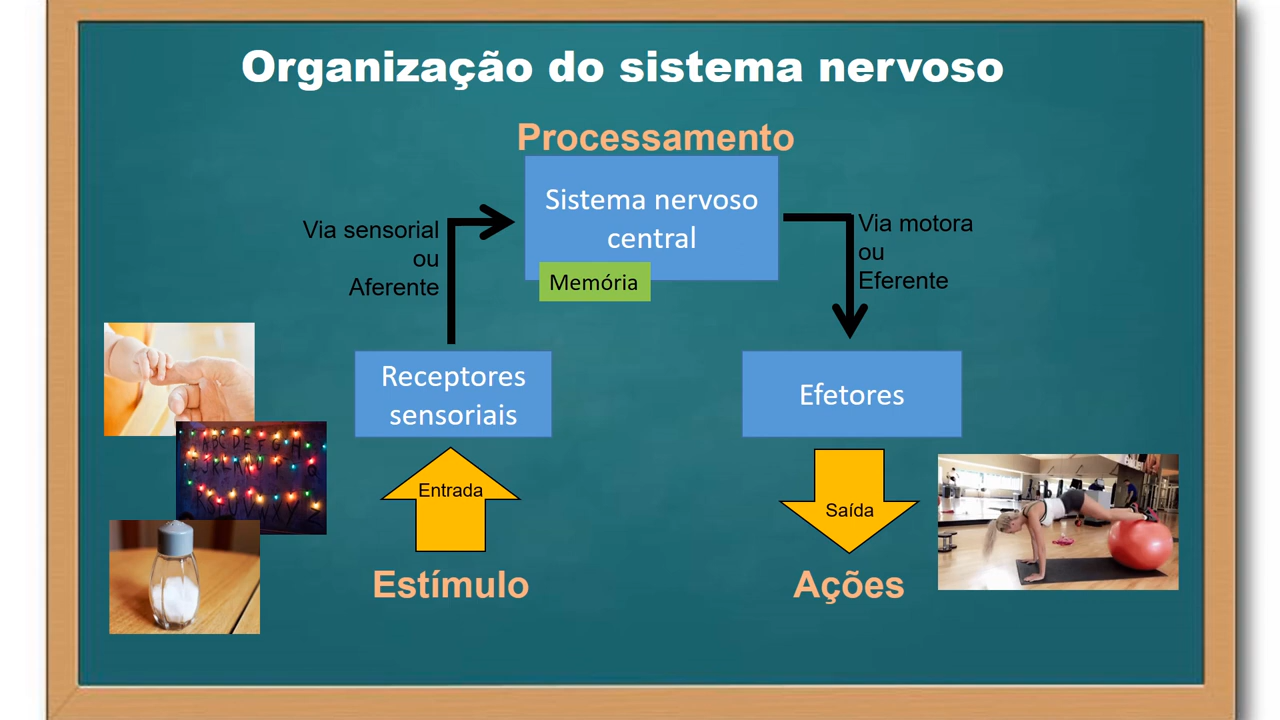 Organização do sistema nervoso
Processamento
Sistema nervoso
central
Memória
Via sensorial
ou
Aferente
Via motora
ou
Eferente
Receptores
sensoriais
Efetores
Entrada
Saída
Estímulo
Ações